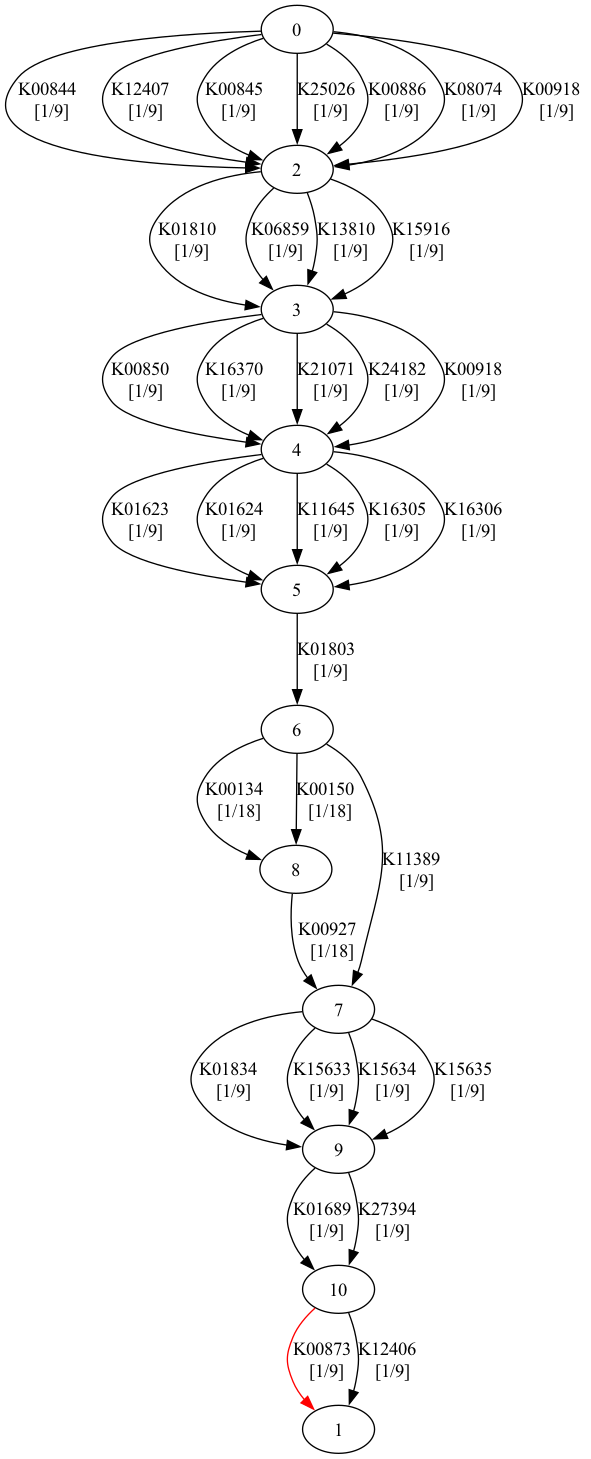 0
K00844 K12407 K00845 K25026 K00886 K08074 K00918
[1/9] [1/9] [1/9] [1/9] [1/9] [1/9] [1/9]
2
K01810 K06859 K13810 K15916
[1/9] [1/9] [1/9] [1/9]
3
K00850 K16370 K21071 K24182 K00918
[1/9] [1/9] [1/9] [1/9] [1/9]
4
K01623 K01624 K11645 K16305 K16306
[1/9] [1/9] [1/9] [1/9] [1/9]
5
K01803
[1/9]
6
K00134 K00150
[1/18] [1/18]
K11389
[1/9]
8
K00927
[1/18]
7
K01834 K15633 K15634 K15635
[1/9] [1/9] [1/9] [1/9]
9
K01689 K27394
[1/9] [1/9]
10
K00873 K12406
[1/9] [1/9]
1